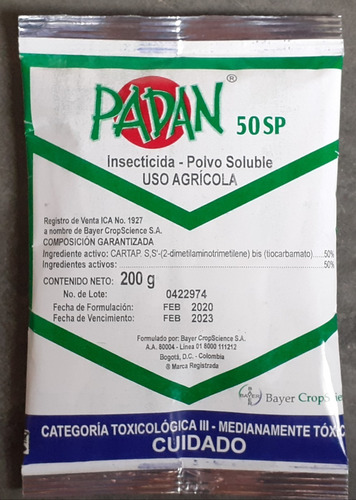 PADAN®
50 SP
Insecticida - Polvo Soluble
USO AGRÍCOLA
Registro de Venta ICA No. 1927
a nombre de Bayer CropScience S.A.
COMPOSICIÓN GARANTIZADA
Ingrediente activo: CARTAP. S,S'-(2-dimetilaminotrimetilene) bis (tiocarbamato).....50%
Ingredientes activos: .....50%
CONTENIDO NETO: 200 g
No. de Lote: 0422974
Fecha de Formulación: FEB 2020
Fecha de Vencimiento: FEB 2023
Formulado por: Bayer CropScience S.A.
A.A. 80004 - Línea 01 8000 111212
Bogotá, D.C. - Colombia
® Marca Registrada
BAYER Bayer CropScie
CATEGORÍA TOXICOLÓGICA III - MEDIANAMENTE TÓXIC
CUIDADO